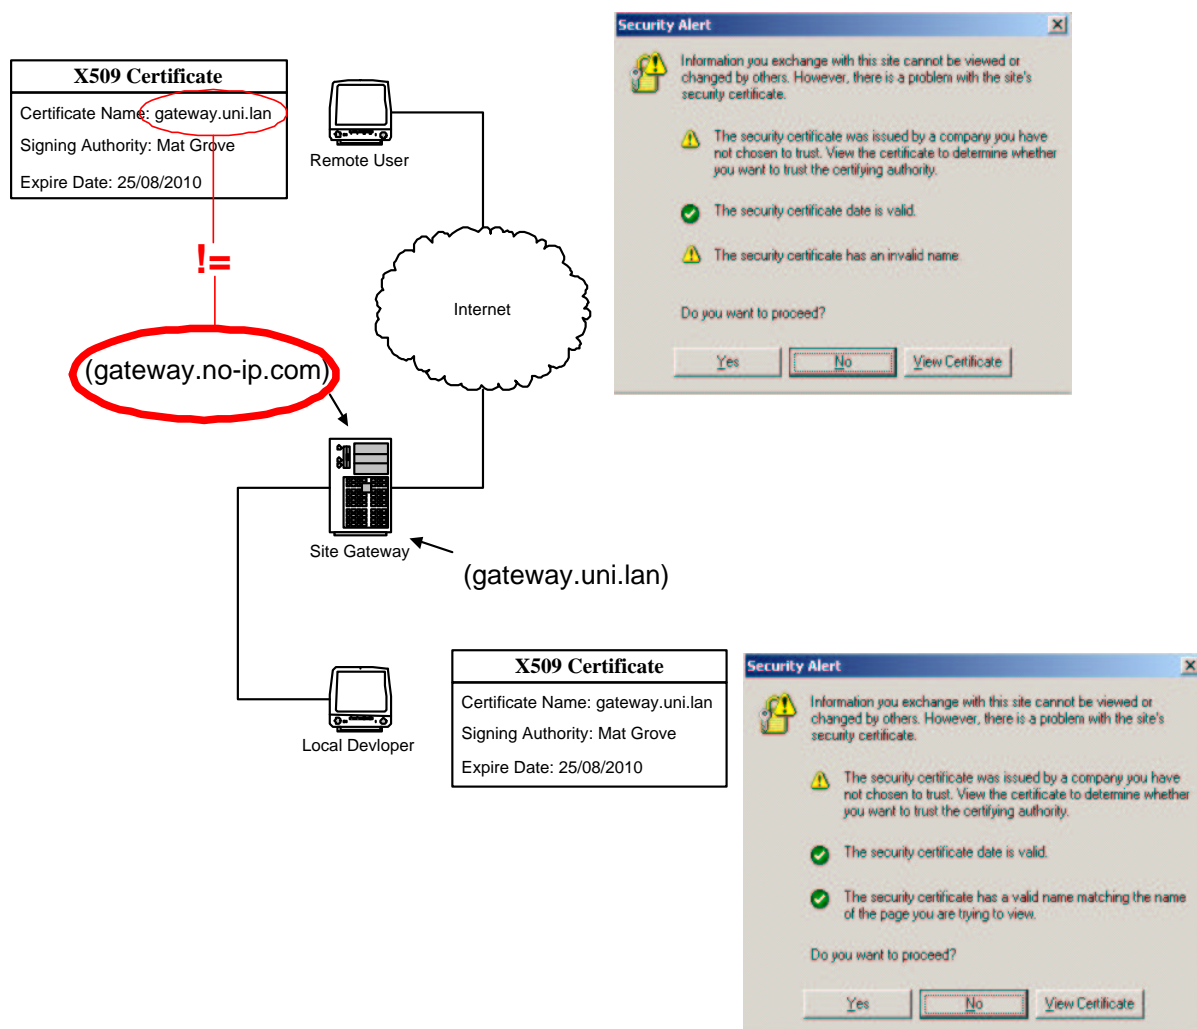 X509 Certificate
Certificate Name: gateway.uni.lan
Signing Authority: Mat Grove
Expire Date: 25/08/2010
!=
(gateway.no-ip.com)
Remote User
Internet
Site Gateway
(gateway.uni.lan)
Local Devloper
Security Alert
Information you exchange with this site cannot be viewed or
changed by others. However, there is a problem with the site's
security certificate.
The security certificate was issued by a company you have
not chosen to trust. View the certificate to determine whether
you want to trust the certifying authority.
The security certificate date is valid.
The security certificate has an invalid name
Do you want to proceed?
Yes
No
View Certificate
X509 Certificate
Certificate Name: gateway.uni.lan
Signing Authority: Mat Grove
Expire Date: 25/08/2010
Security Alert
Information you exchange with this site cannot be viewed or
changed by others. However, there is a problem with the site's
security certificate.
The security certificate was issued by a company you have
not chosen to trust. View the certificate to determine whether
you want to trust the certifying authority.
The security certificate date is valid.
The security certificate has a valid name matching the name
of the page you are trying to view.
Do you want to proceed?
Yes
No
View Certificate